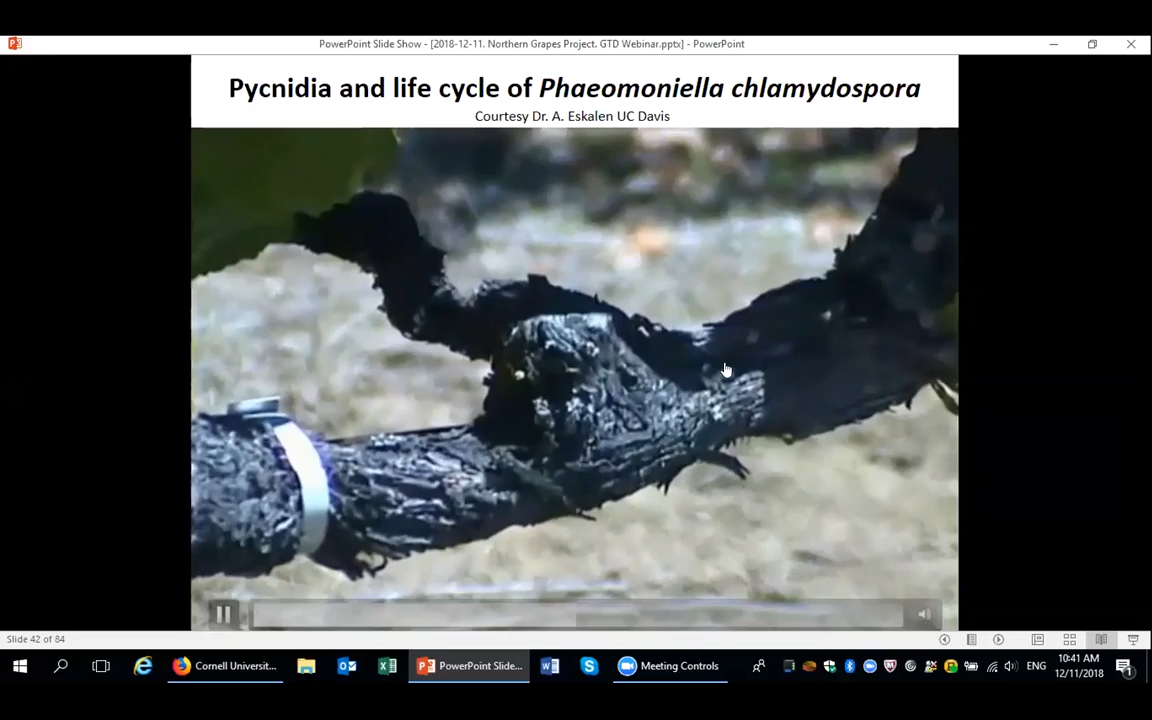 PowerPoint Slide Show - [2018-12-11. Northern Grapes Project. GTD Webinar.pptx] - PowerPoint
Pycnidia and life cycle of Phaeomoniella chlamydospora
Courtesy Dr. A. Eskalen UC Davis
Slide 42 of 84
Cornell Universit...
PowerPoint Slide...
Meeting Controls
ENG
10:41 AM
12/11/2018